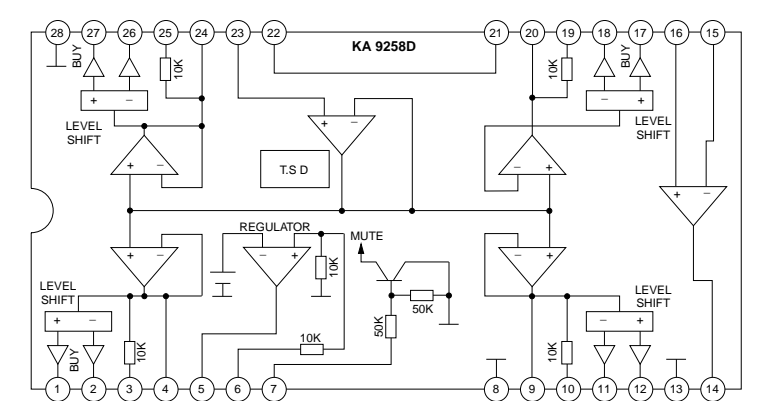 28 27 26 25 24 23 22 21 20 19 18 17 16 15
KA 9258D
BUY
10K
10K
BUY
+ −
− +
LEVEL
SHIFT
LEVEL
SHIFT
+ −
+ −
− +
+ −
T.S D
REGULATOR
MUTE
+ −
− +
− +
10K
LEVEL
SHIFT
LEVEL
SHIFT
50K
+ −
− +
10K
50K
BUY
10K
10K
1 2 3 4 5 6 7 8 9 10 11 12 13 14